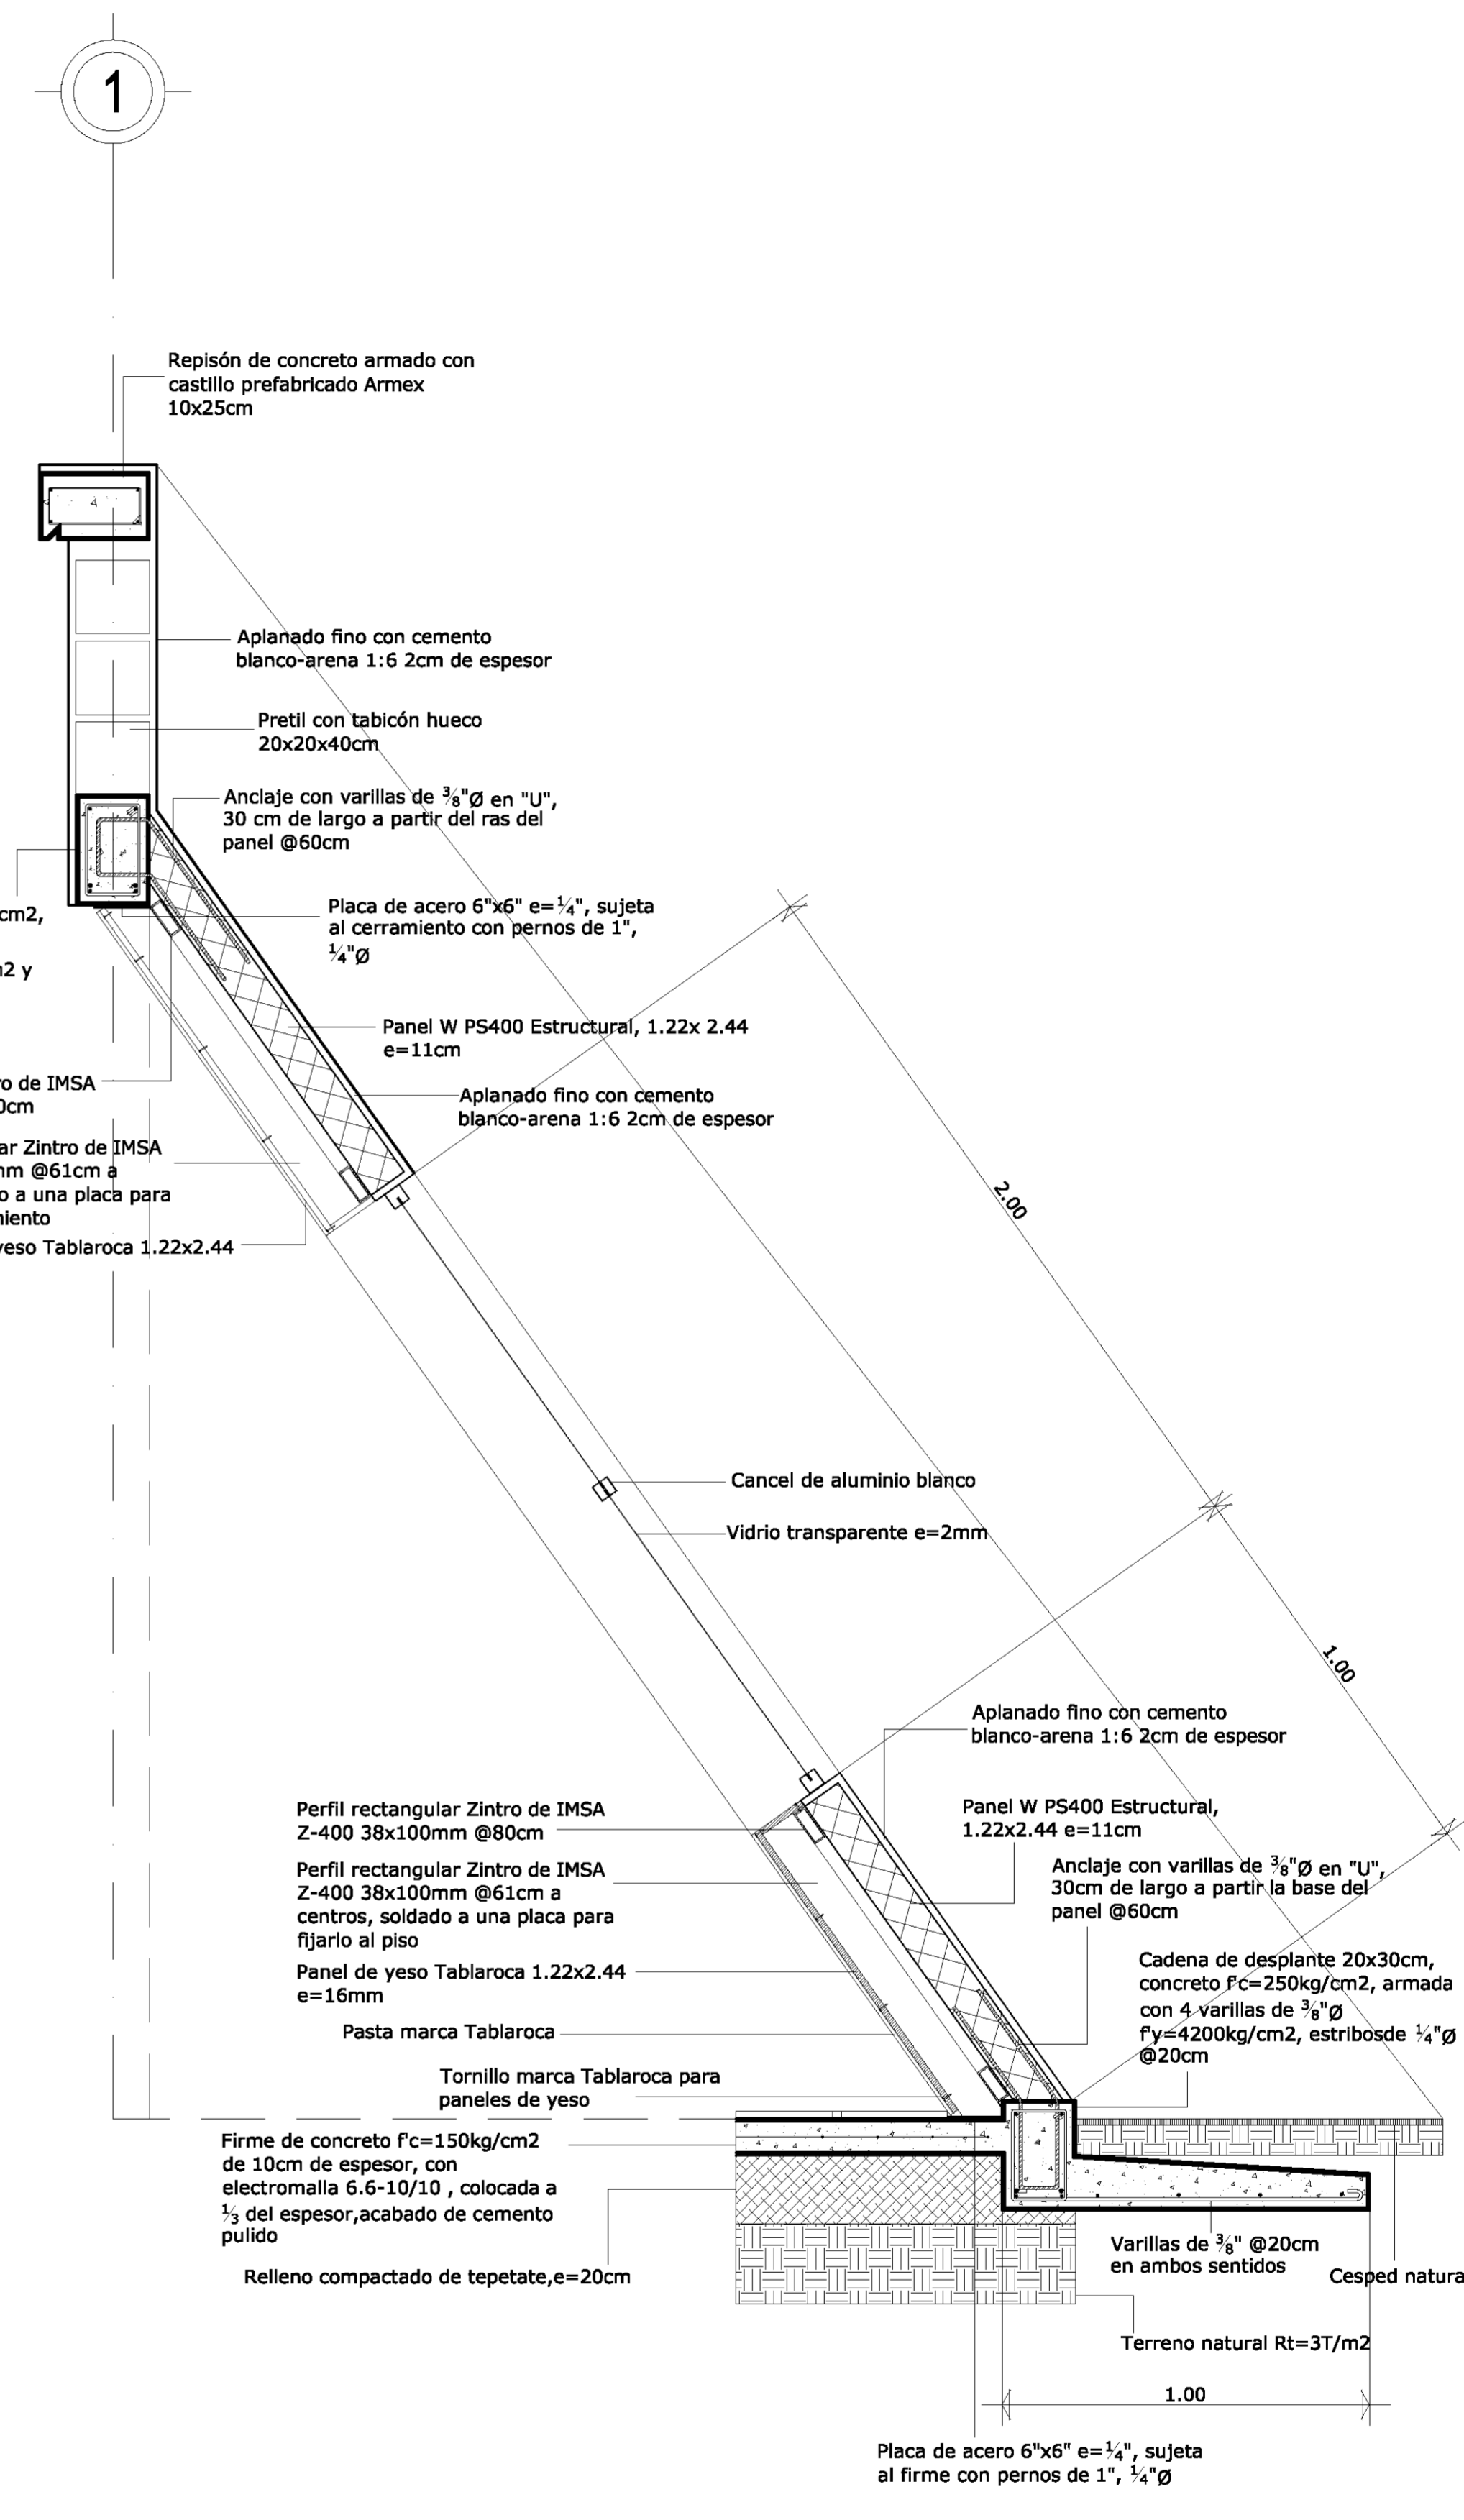 1
Repisón de concreto armado con
castillo prefabricado Armex
10x25cm
Aplanado fino con cemento
blanco-arena 1:6 2cm de espesor
Pretil con tabicón hueco
20x20x40cm
Anclaje con varillas de ⅜"Ø en "U",
30 cm de largo a partir del ras del
panel @60cm
cm2,
Placa de acero 6"x6" e=¼", sujeta
al cerramiento con pernos de 1",
¼"Ø
2 y
Panel W PS400 Estructural, 1.22x 2.44
e=11cm
o de IMSA
0cm
Aplanado fino con cemento
blanco-arena 1:6 2cm de espesor
ar Zintro de IMSA
m @61cm a
o a una placa para
iento
eso Tablaroca 1.22x2.44
2.00
Cancel de aluminio blanco
Vidrio transparente e=2mm
1.00
Aplanado fino con cemento
blanco-arena 1:6 2cm de espesor
Perfil rectangular Zintro de IMSA
Z-400 38x100mm @80cm
Panel W PS400 Estructural,
1.22x2.44 e=11cm
Perfil rectangular Zintro de IMSA
Z-400 38x100mm @61cm a
centros, soldado a una placa para
fijarlo al piso
Anclaje con varillas de ⅜"Ø en "U",
30cm de largo a partir la base del
panel @60cm
Panel de yeso Tablaroca 1.22x2.44
e=16mm
Cadena de desplante 20x30cm,
concreto f'c=250kg/cm2, armada
con 4 varillas de ⅜"Ø
f'y=4200kg/cm2, estribosde ¼"Ø
@20cm
Pasta marca Tablaroca
Tornillo marca Tablaroca para
paneles de yeso
Firme de concreto f'c=150kg/cm2
de 10cm de espesor, con
electromalla 6.6-10/10 , colocada a
⅓ del espesor,acabado de cemento
pulido
Relleno compactado de tepetate,e=20cm
Varillas de ⅜" @20cm
en ambos sentidos
Cesped natura
Terreno natural Rt=3T/m2
1.00
Placa de acero 6"x6" e=¼", sujeta
al firme con pernos de 1", ¼"Ø